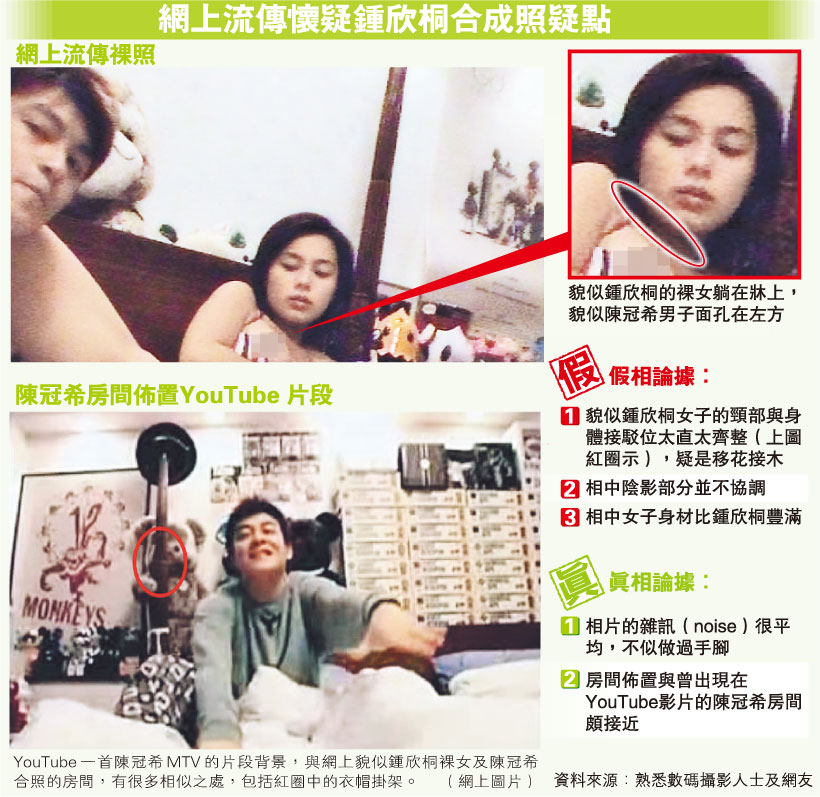 網上流傳懷疑鍾欣桐合成照疑點
網上流傳裸照
貌似鍾欣桐的裸女躺在牀上，
貌似陳冠希男子面孔在左方
假 假相論據：
1 貌似鍾欣桐女子的頸部與身
體接駁位太直太齊整（上圖
紅圈示），疑是移花接木
2 相中陰影部分並不協調
3 相中女子身材比鍾欣桐豐滿
眞 眞相論據：
1 相片的雜訊（noise）很平
均，不似做過手腳
2 房間佈置與曾出現在
YouTube影片的陳冠希房間
頗接近
陳冠希房間佈置YouTube 片段
12
MONKEYS
YouTube 一首陳冠希 MTV 的片段背景，與網上貌似鍾欣桐裸女及陳冠希
合照的房間，有很多相似之處，包括紅圈中的衣帽掛架。 （網上圖片）
資料來源：熟悉數碼攝影人士及網友